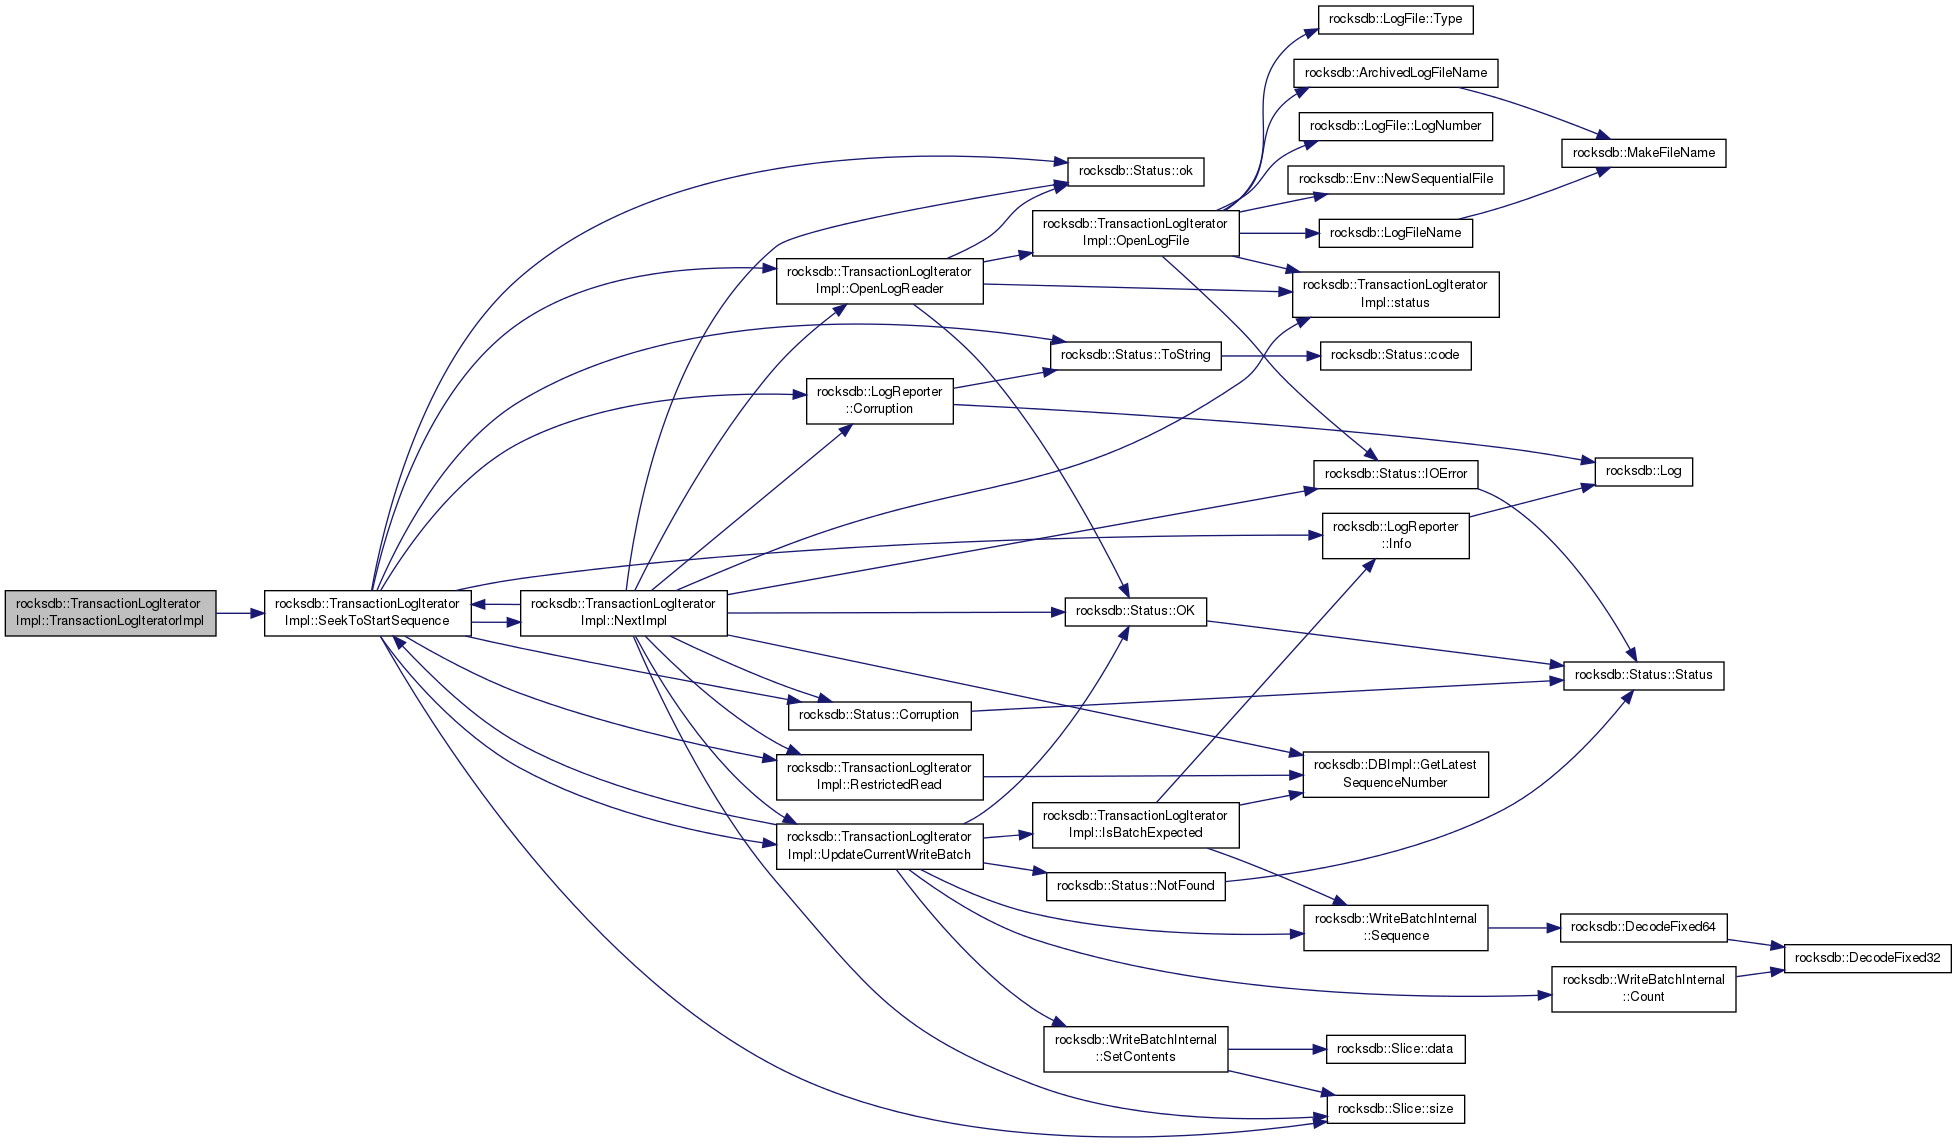 rocksdb::TransactionLogIterator
Impl::TransactionLogIteratorImpl
rocksdb::TransactionLogIterator
Impl::SeekToStartSequence
rocksdb::TransactionLogIterator
Impl::NextImpl
rocksdb::TransactionLogIterator
Impl::OpenLogReader
rocksdb::LogReporter
::Corruption
rocksdb::Status::Corruption
rocksdb::TransactionLogIterator
Impl::RestrictedRead
rocksdb::TransactionLogIterator
Impl::UpdateCurrentWriteBatch
rocksdb::Status::ok
rocksdb::TransactionLogIterator
Impl::OpenLogFile
rocksdb::Status::ToString
rocksdb::Status::OK
rocksdb::TransactionLogIterator
Impl::IsBatchExpected
rocksdb::Status::NotFound
rocksdb::WriteBatchInternal
::SetContents
rocksdb::LogFile::Type
rocksdb::ArchivedLogFileName
rocksdb::LogFile::LogNumber
rocksdb::Env::NewSequentialFile
rocksdb::LogFileName
rocksdb::TransactionLogIterator
Impl::status
rocksdb::Status::code
rocksdb::Status::IOError
rocksdb::LogReporter
::Info
rocksdb::DBImpl::GetLatest
SequenceNumber
rocksdb::WriteBatchInternal
::Sequence
rocksdb::Slice::data
rocksdb::Slice::size
rocksdb::MakeFileName
rocksdb::Log
rocksdb::Status::Status
rocksdb::DecodeFixed64
rocksdb::WriteBatchInternal
::Count
rocksdb::DecodeFixed32